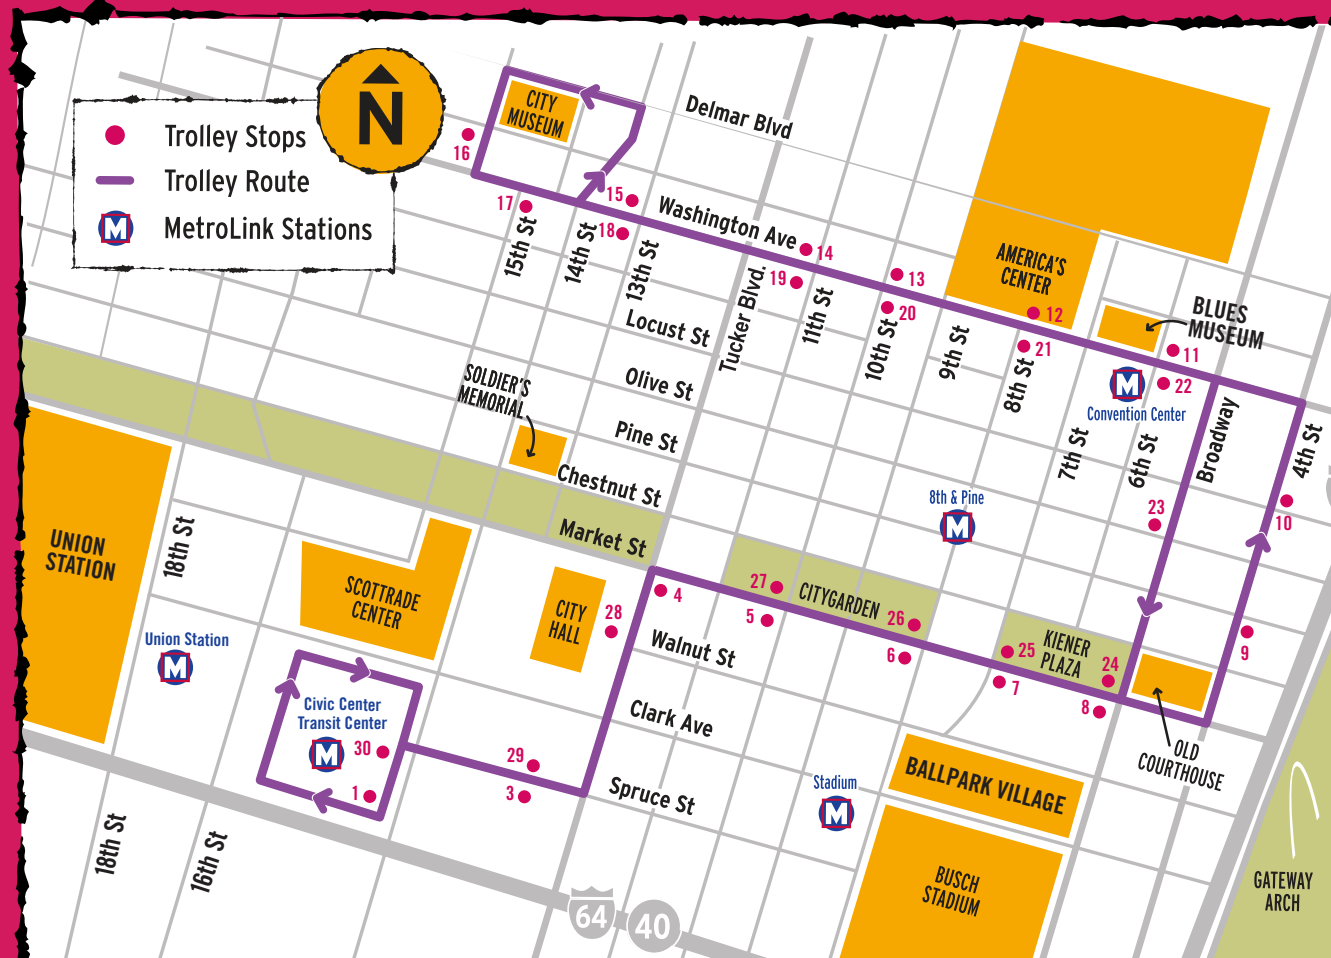 N
Trolley Stops
Trolley Route
M
MetroLink Stations
CITY
MUSEUM
Delmar Blvd
16
17
15
18
Washington Ave
14
19
13
20
15th St
14th St
13th St
Tucker Blvd.
11th St
10th St
9th St
8th St
AMERICA'S
CENTER
12
21
BLUES
MUSEUM
11
22
M
Convention Center
7th St
6th St
Broadway
4th St
Locust St
Olive St
Pine St
Chestnut St
Market St
SOLDIER'S
MEMORIAL
8th & Pine
M
23
10
9
UNION
STATION
18th St
Union Station
M
SCOTTRADE
CENTER
CITY
HALL
28
4
27
5
CITYGARDEN
26
6
25
7
KIENER
PLAZA
24
8
Walnut St
Clark Ave
Spruce St
Civic Center
Transit Center
M
30
1
29
3
Stadium
M
BALLPARK VILLAGE
BUSCH
STADIUM
OLD
COURTHOUSE
GATEWAY
ARCH
18th St
16th St
64
40